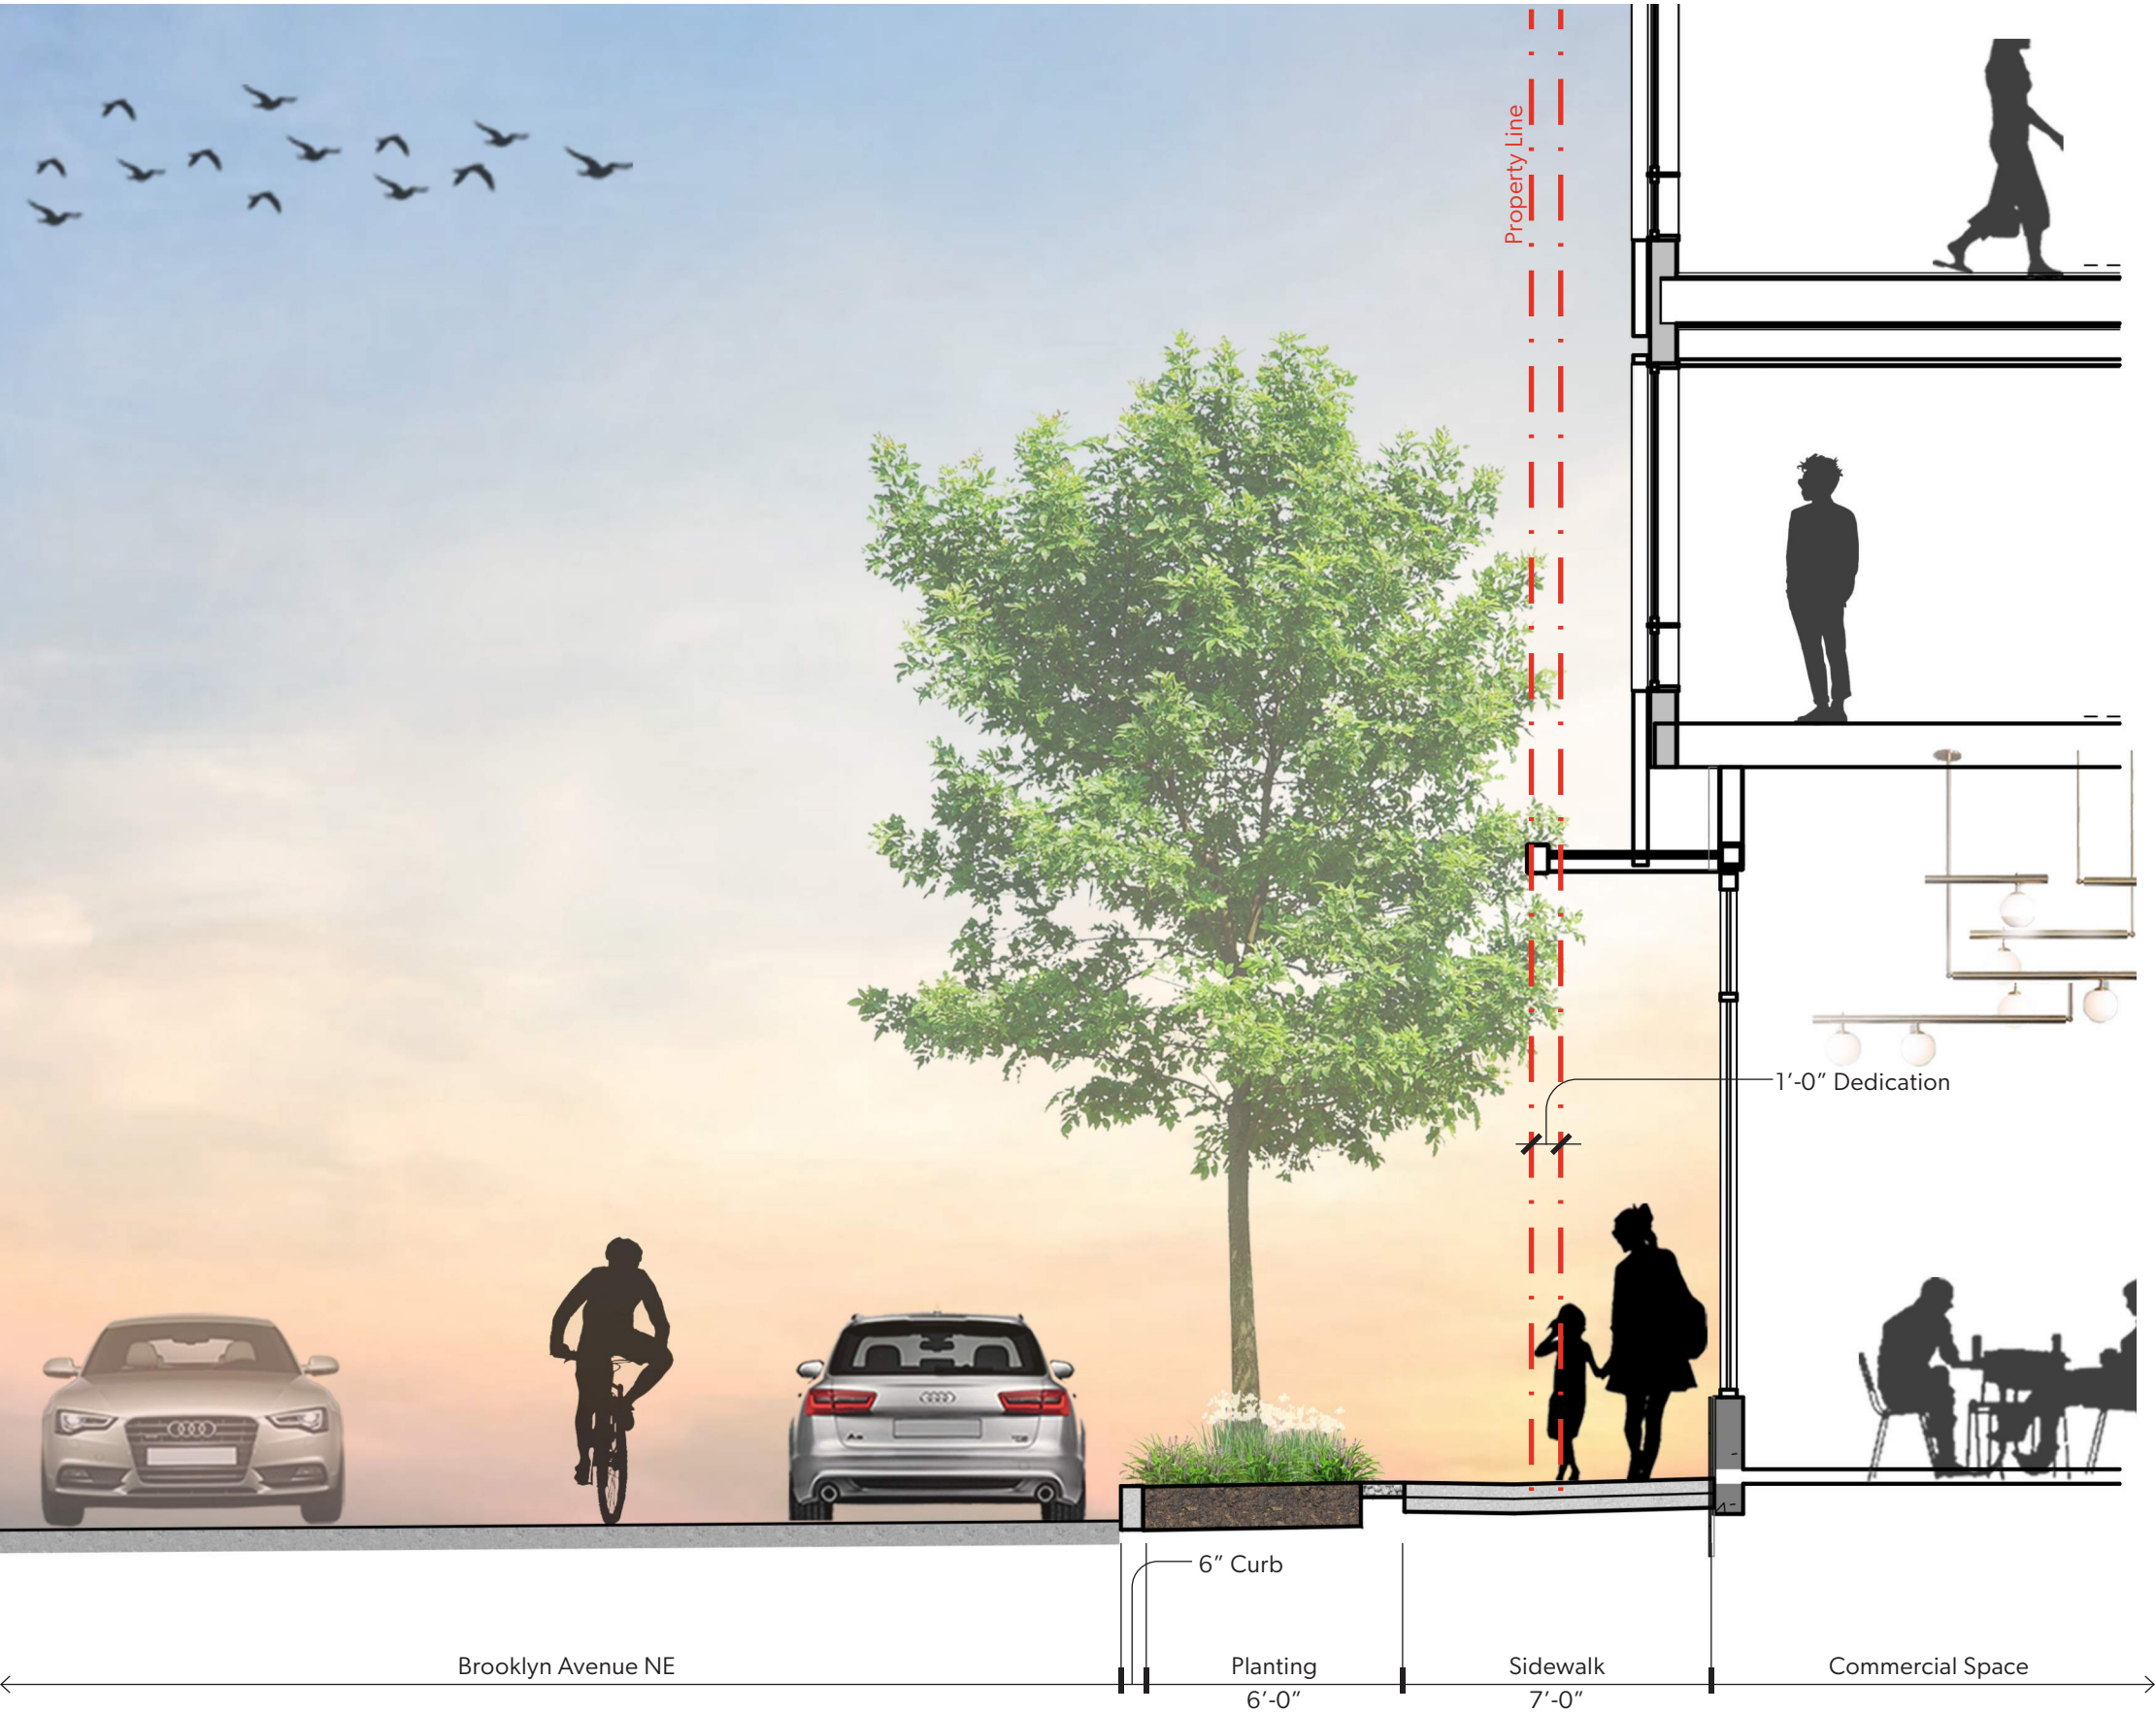 Property Line
1’-0” Dedication
6” Curb
Brooklyn Avenue NE
Planting
6’-0”
Sidewalk
7’-0”
Commercial Space